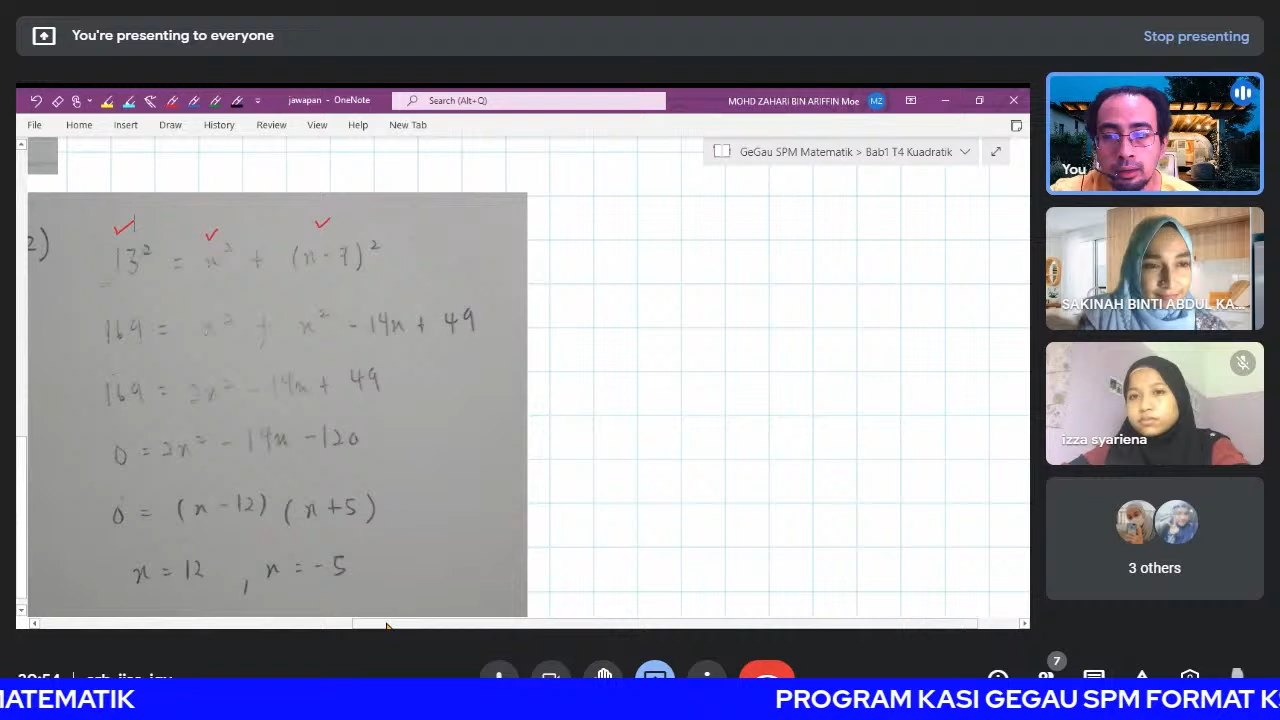 You're presenting to everyone
Stop presenting
jawapan - OneNote
Search (Alt+Q)
MOHD ZAHARI BIN ARIFFIN Moe
MZ
File Home Insert Draw History Review View Help New Tab
GeGau SPM Matematik > Bab1 T4 Kuadratik
2)
13² = x² + (x-7)²
169 = x² + x² - 14x + 49
169 = 2x² - 14x + 49
0 = 2x² - 14x - 120
0 = (x - 12) (x + 5)
x = 12 , x = -5
You
SAKINAH BINTI ABDUL KA...
izza syariena
3 others
7
MATEMATIK
PROGRAM KASI GEGAU SPM FORMAT